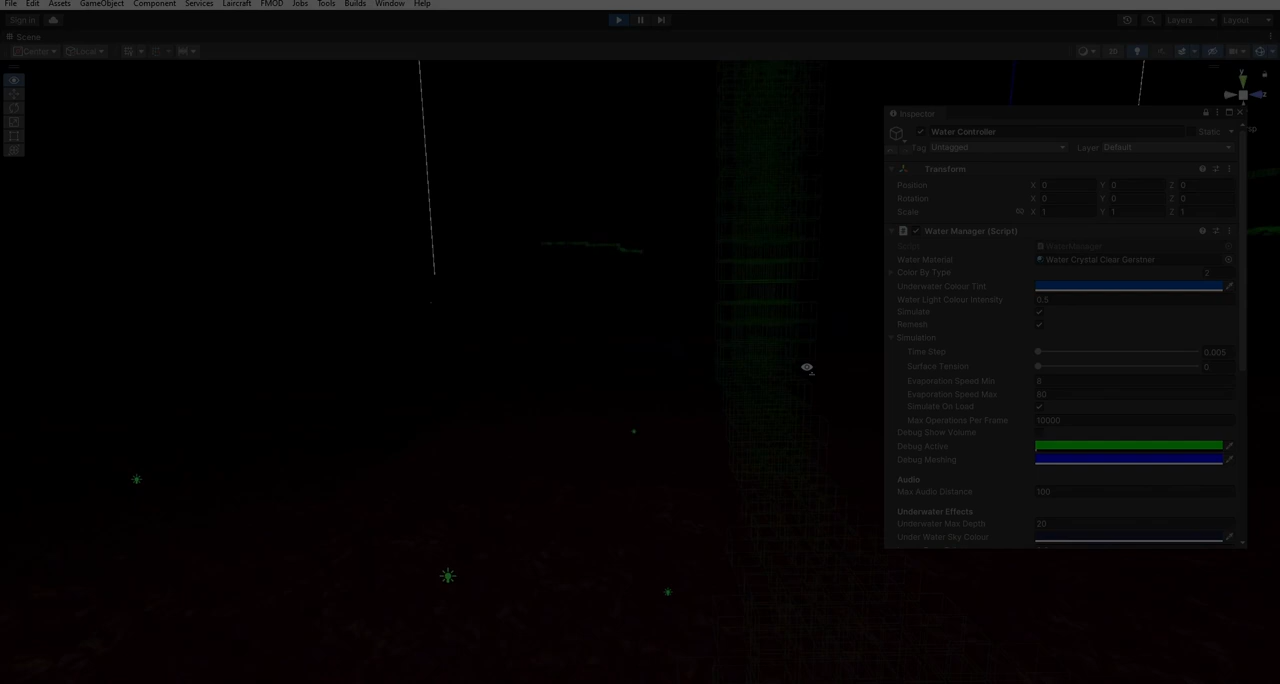 File Edit Assets GameObject Component Services Laircraft FMOD Jobs Tools Builds Window Help
Sign in Layers Layout
Scene
Center Local 2D
y
z
Inspector
Water Controller Static
Tag Untagged Layer Default
Transform
Position X 0 Y 0 Z 0
Rotation X 0 Y 0 Z 0
Scale X 1 Y 1 Z 1
Water Manager (Script)
Script WaterManager
Water Material Water Crystal Clear Gerstner
Color By Type 2
Underwater Colour Tint
Water Light Colour Intensity 0.5
Simulate
Remesh
Simulation
Time Step 0.005
Surface Tension 0
Evaporation Speed Min 8
Evaporation Speed Max 80
Simulate On Load
Max Operations Per Frame 10000
Debug Show Volume
Debug Active
Debug Meshing
Audio
Max Audio Distance 100
Underwater Effects
Underwater Max Depth 20
Under Water Sky Colour